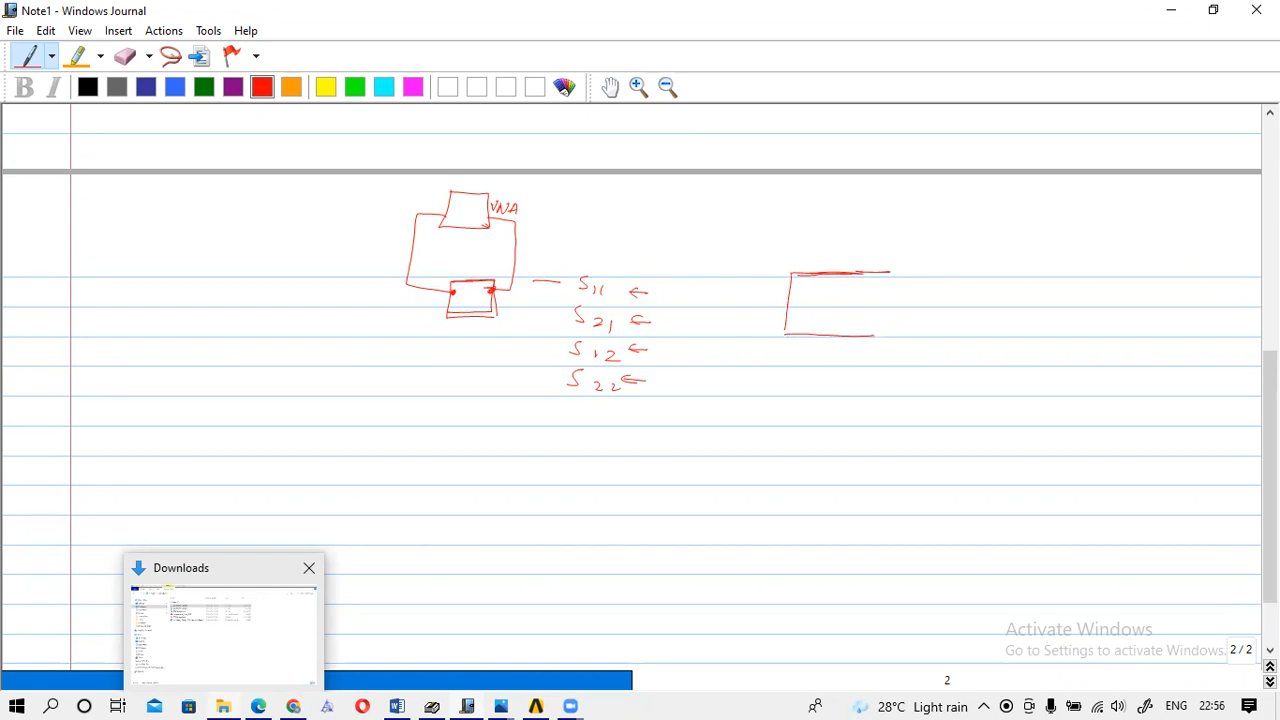 Note1 - Windows Journal
File Edit View Insert Actions Tools Help
B I
VNA
S11 ←
S21 ←
S12 ←
S22 ←
Downloads
Activate Windows
Go to Settings to activate Windows.
2 / 2
2
28°C Light rain ENG 22:56